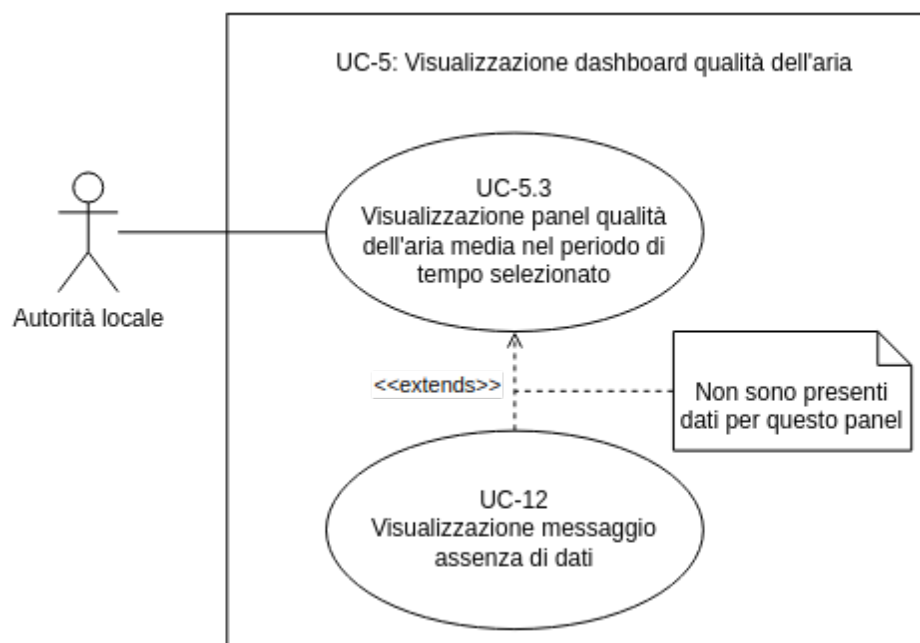 UC-5: Visualizzazione dashboard qualità dell'aria
UC-5.3
Visualizzazione panel qualità
dell'aria media nel periodo di
tempo selezionato
Autorità locale
<<extends>>
Non sono presenti
dati per questo panel
UC-12
Visualizzazione messaggio
assenza di dati